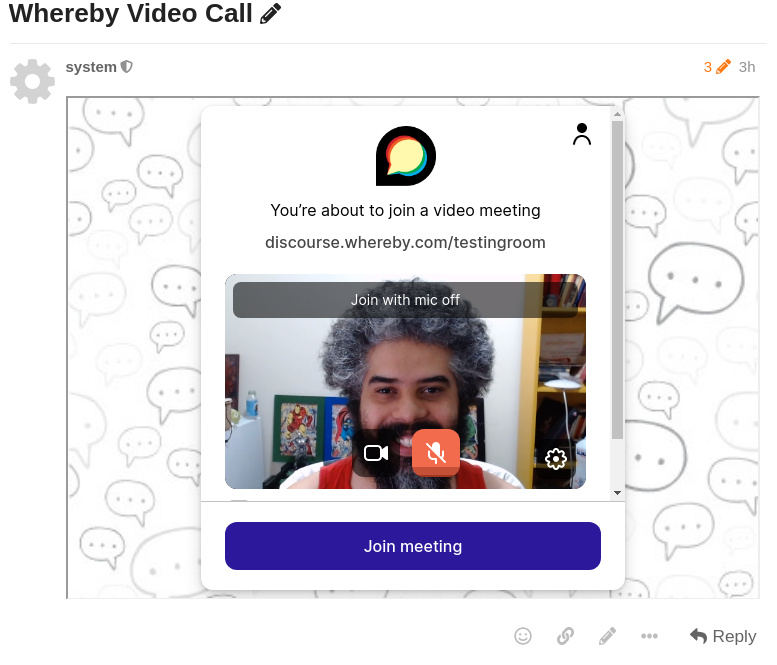 Whereby Video Call
system
3
3h
You’re about to join a video meeting
discourse.whereby.com/testingroom
Join with mic off
Join meeting
Reply